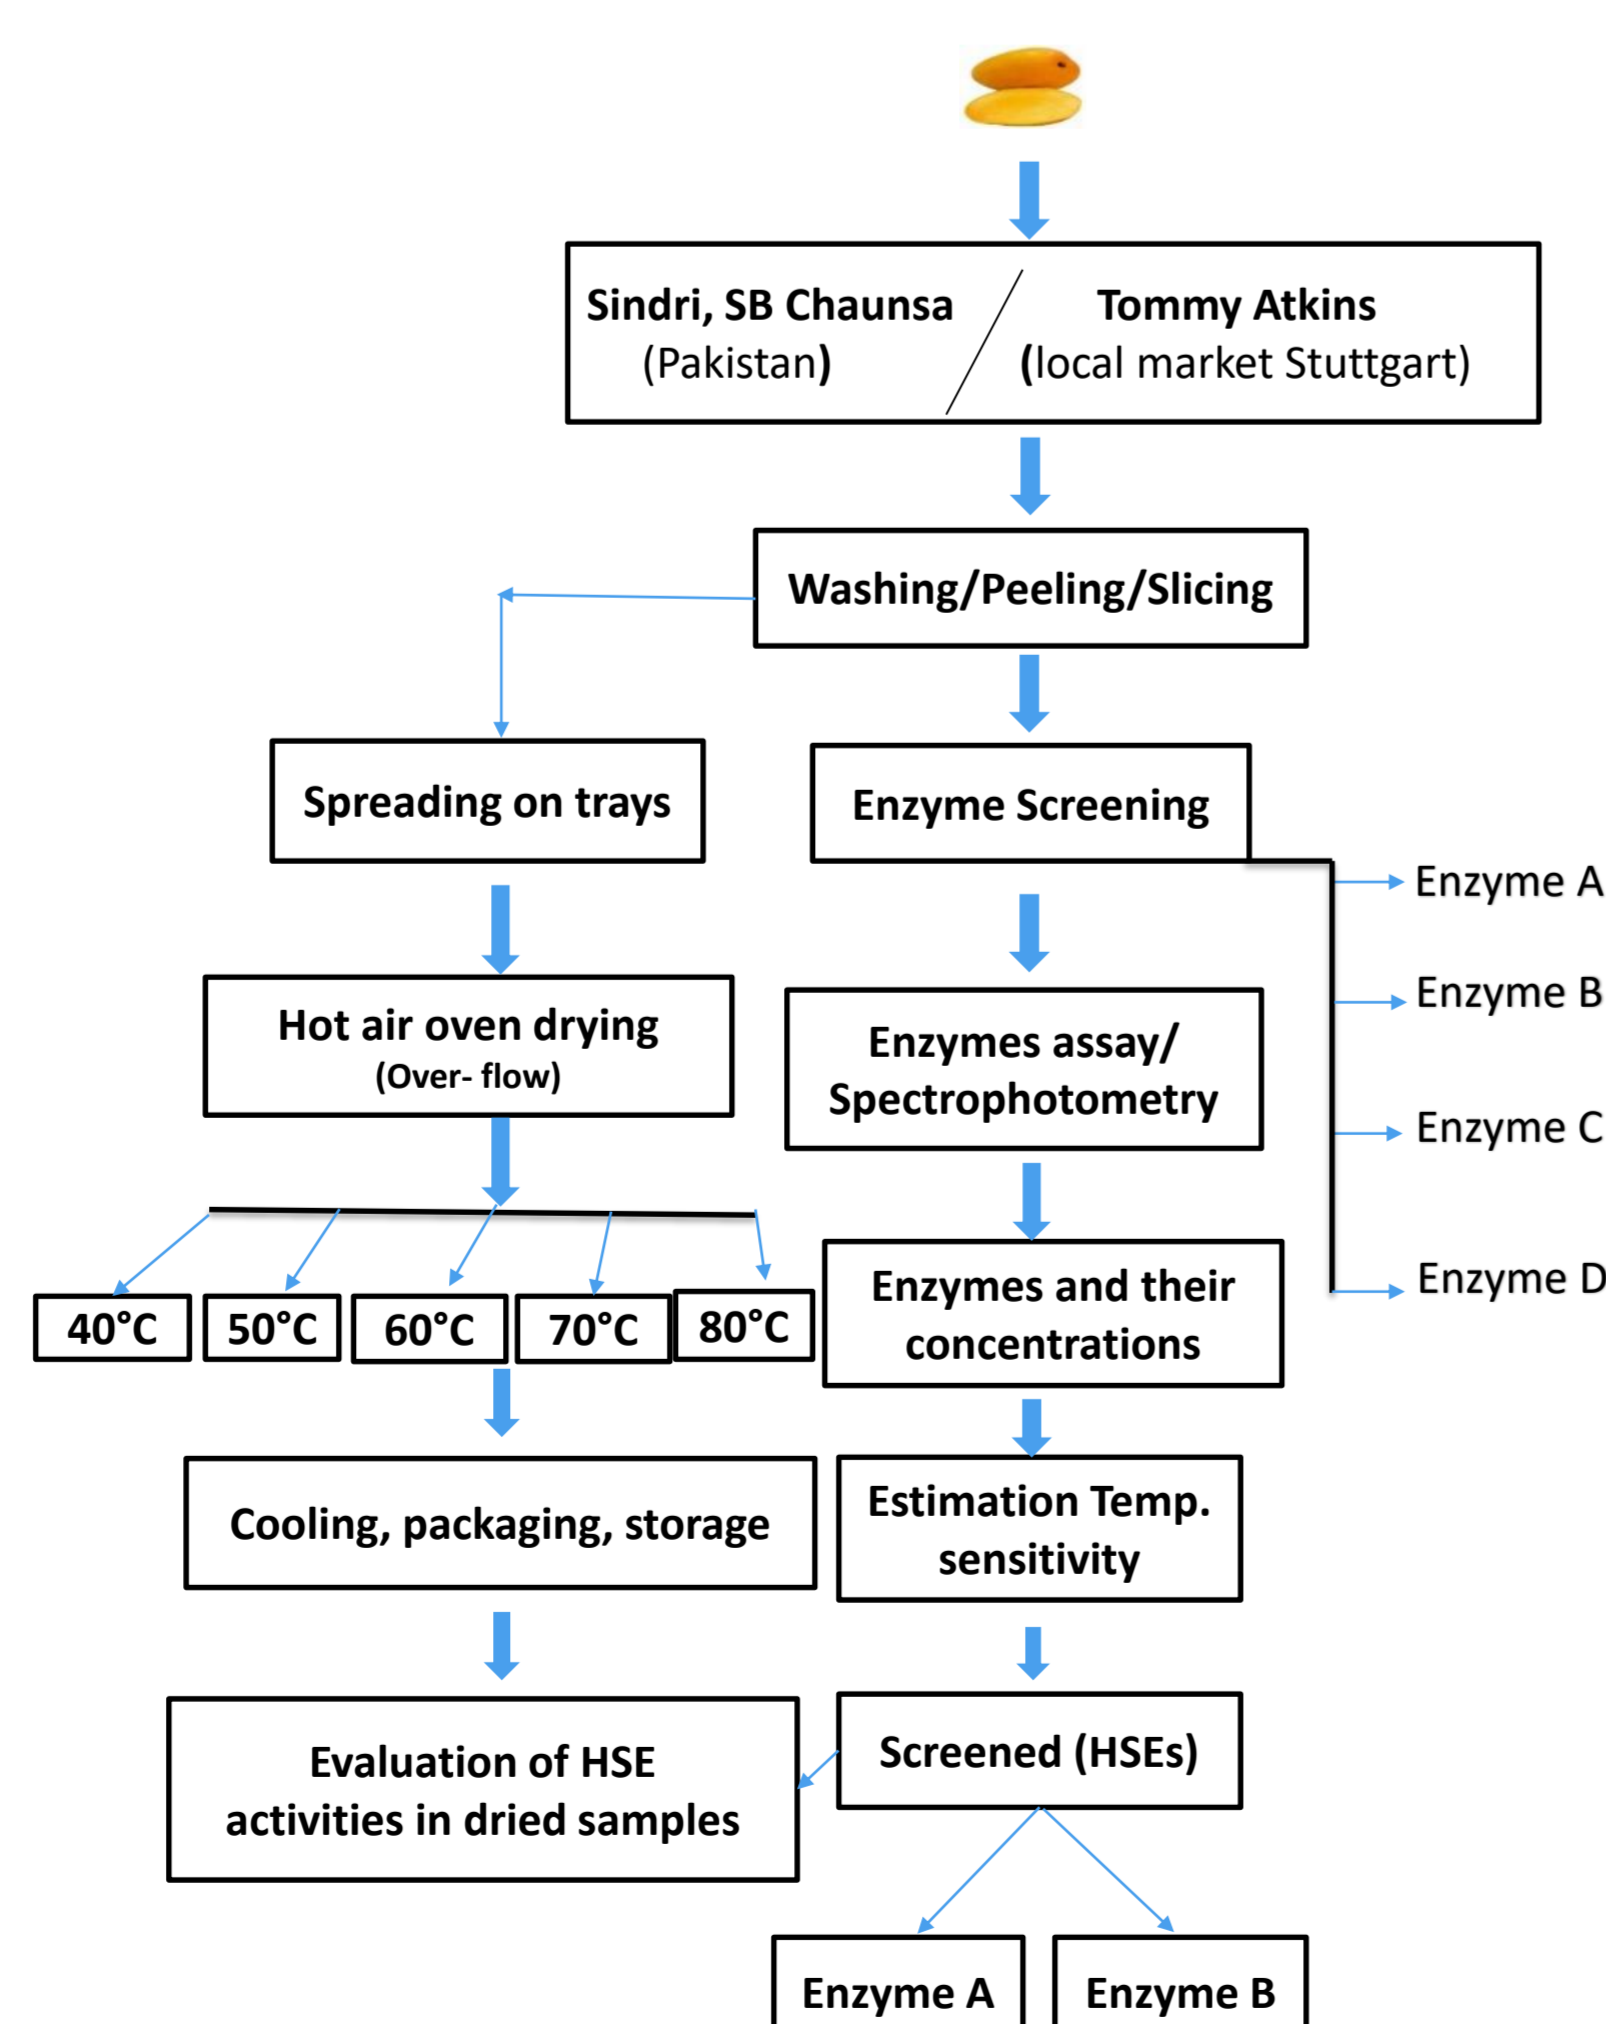 Sindri, SB Chaunsa
(Pakistan)
Tommy Atkins
(local market Stuttgart)
Washing/Peeling/Slicing
Spreading on trays
Enzyme Screening
Enzyme A
Enzyme B
Enzyme C
Enzyme D
Hot air oven drying
(Over- flow)
Enzymes assay/
Spectrophotometry
40°C
50°C
60°C
70°C
80°C
Enzymes and their
concentrations
Cooling, packaging, storage
Estimation Temp.
sensitivity
Evaluation of HSE
activities in dried samples
Screened (HSEs)
Enzyme A
Enzyme B